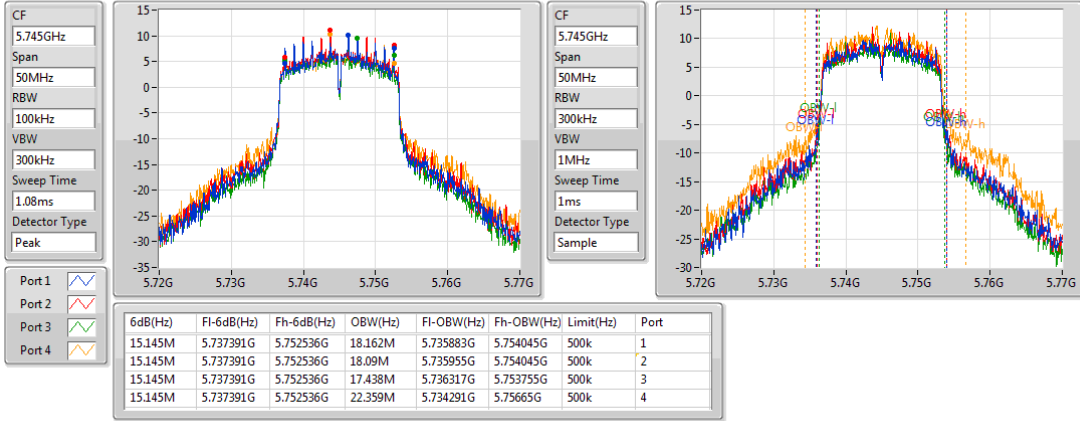 CF
5.745GHz
Span
50MHz
RBW
100kHz
VBW
300kHz
Sweep Time
1.08ms
Detector Type
Peak
Port 1
Port 2
Port 3
Port 4
15
10
5
0
-5
-10
-15
-20
-25
-30
-35
5.72G 5.73G 5.74G 5.75G 5.76G 5.77G
CF
5.745GHz
Span
50MHz
RBW
300kHz
VBW
1MHz
Sweep Time
1ms
Detector Type
Sample
15
10
5
0
-5
-10
-15
-20
-25
-30
OBW-l
OBW-h
5.72G 5.73G 5.74G 5.75G 5.76G 5.77G
6dB(Hz) Fl-6dB(Hz) Fh-6dB(Hz) OBW(Hz) Fl-OBW(Hz) Fh-OBW(Hz) Limit(Hz) Port
15.145M 5.737391G 5.752536G 18.162M 5.735883G 5.754045G 500k 1
15.145M 5.737391G 5.752536G 18.09M 5.735955G 5.754045G 500k 2
15.145M 5.737391G 5.752536G 17.438M 5.736317G 5.753755G 500k 3
15.145M 5.737391G 5.752536G 22.359M 5.734291G 5.75665G 500k 4